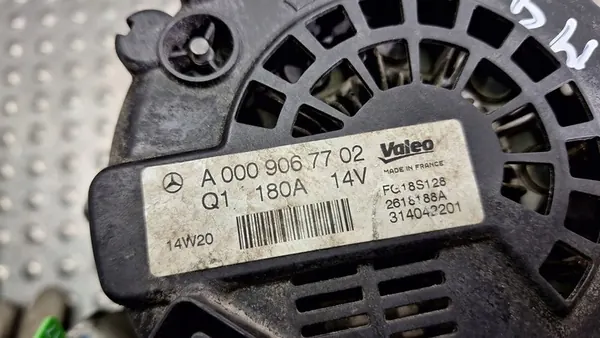 A 000 906 77 02
Q1 180A 14V
14W20
Valeo
MADE IN FRANCE
FG18S128
2618188A
314042201